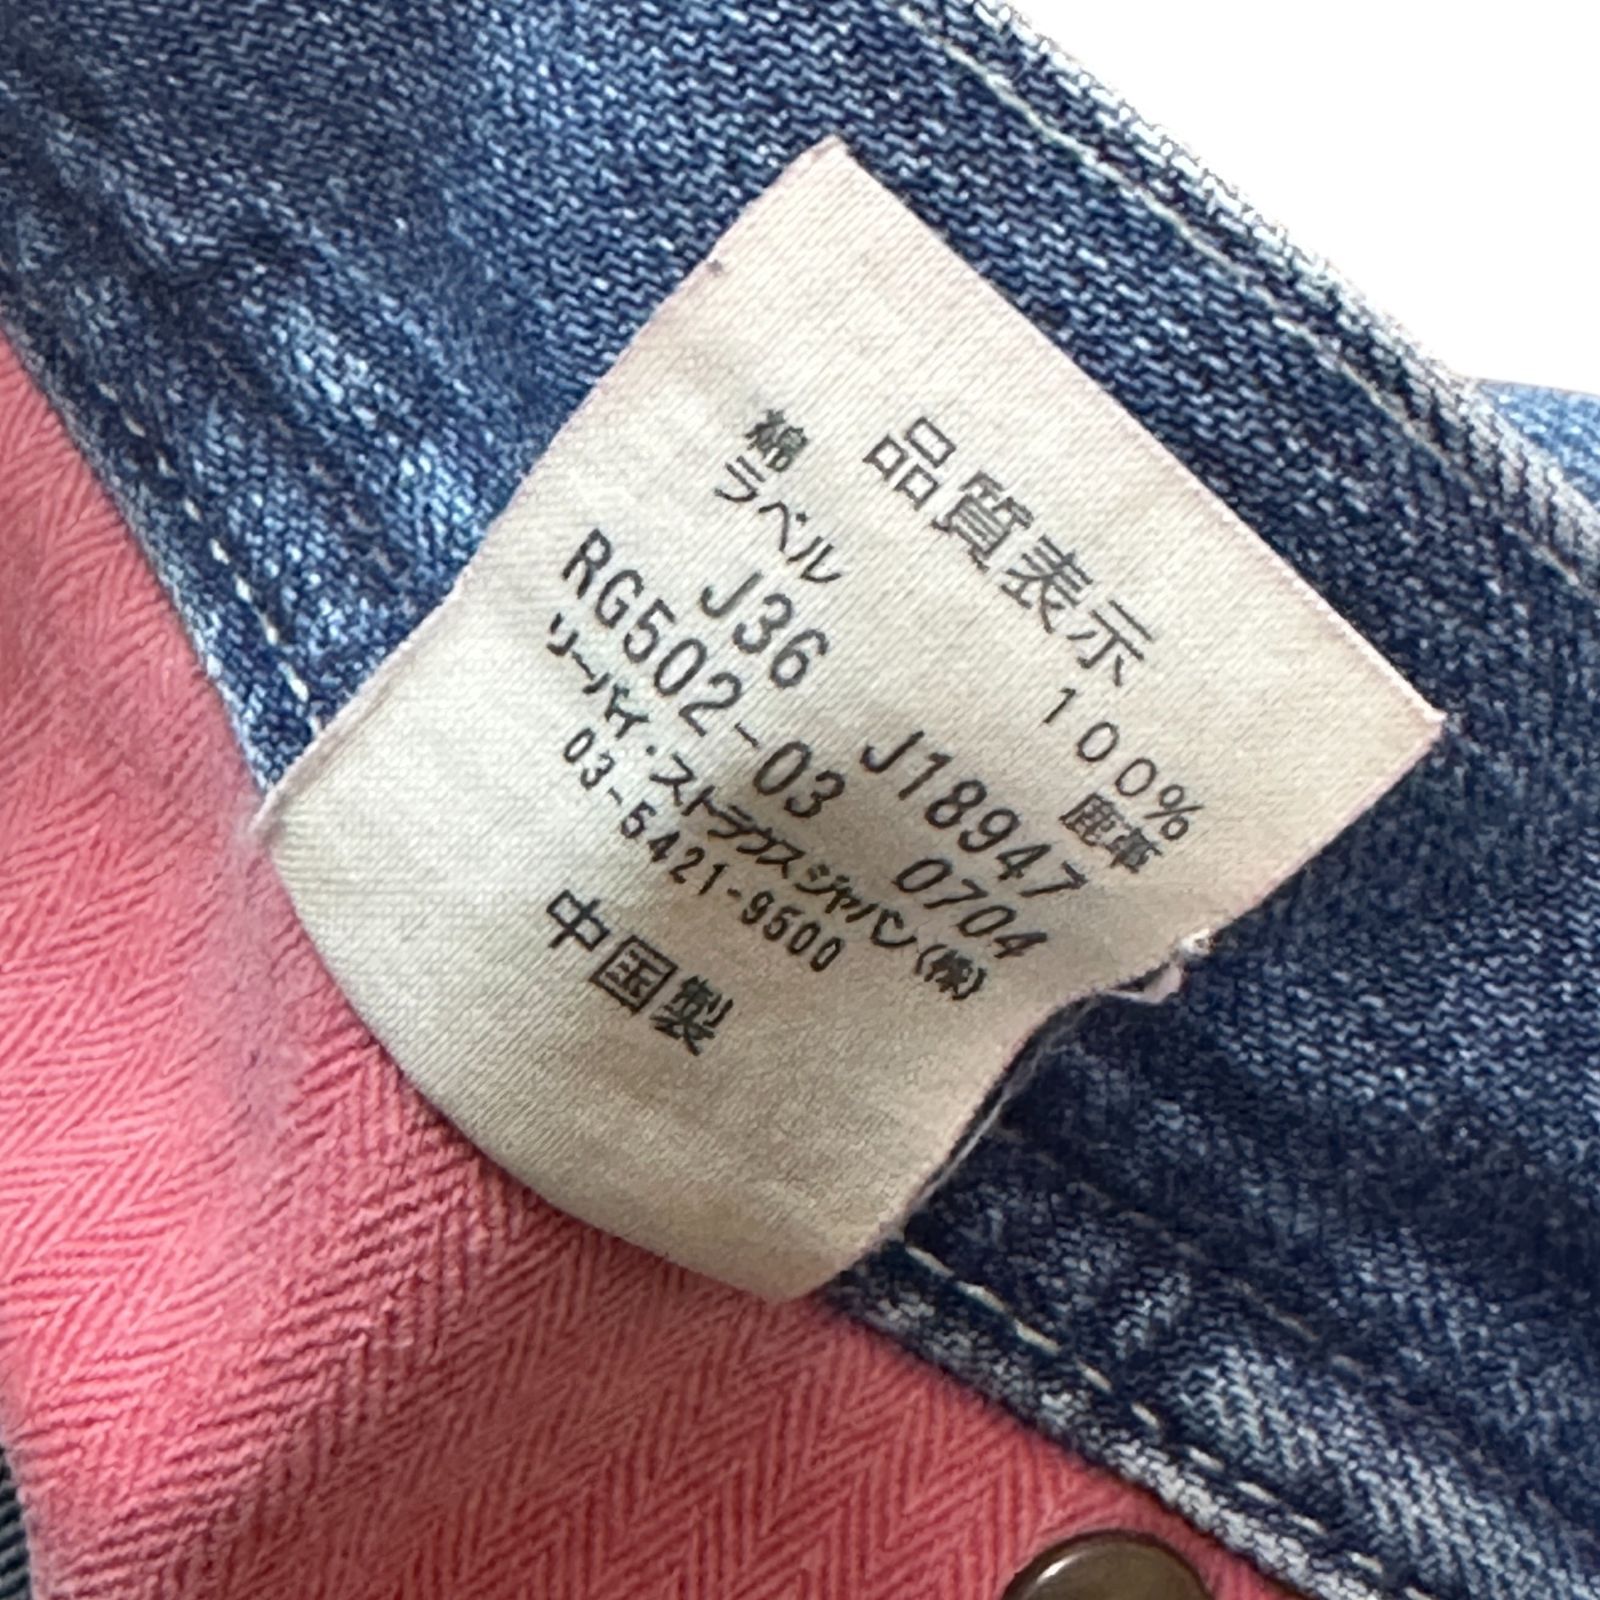 品質表示
綿 100%
ラベル 鹿革
J36 J18947
RG502-03 0704
リーバイ・ストラウスジャパン(株)
03-5421-9500
中国製